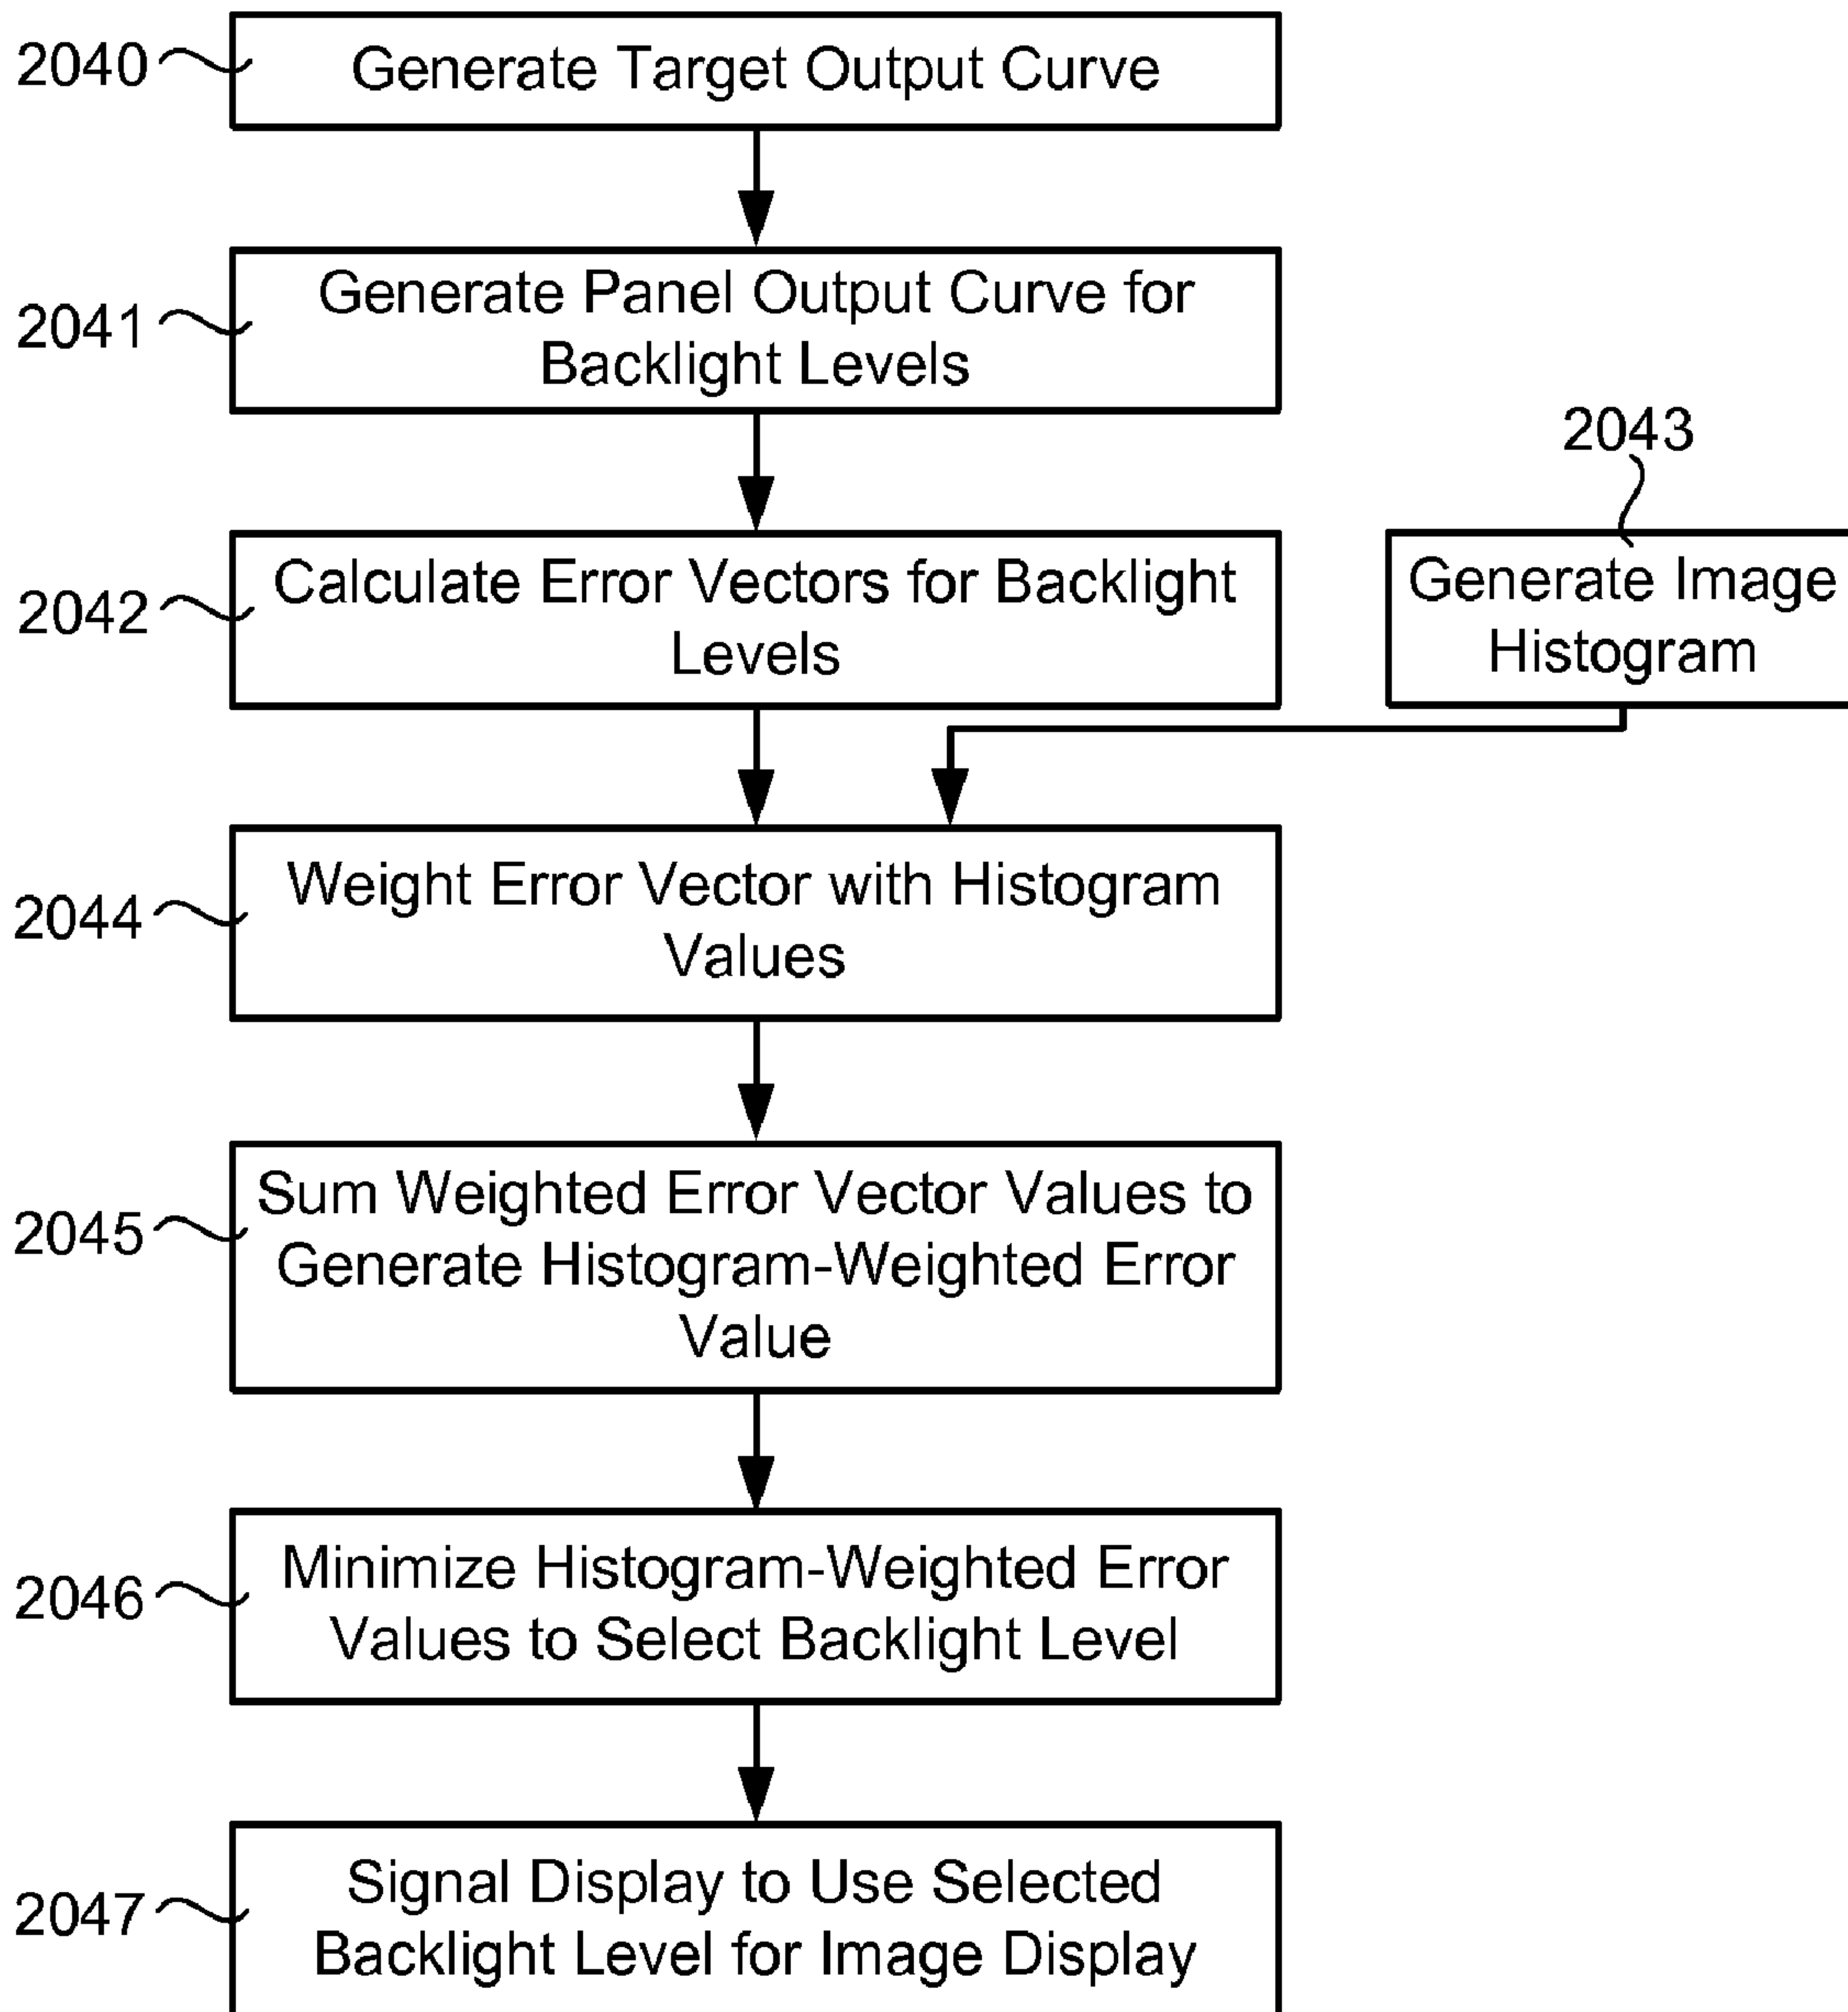 2040
Generate Target Output Curve
2041
Generate Panel Output Curve for
Backlight Levels
2042
Calculate Error Vectors for Backlight
Levels
2043
Generate Image
Histogram
2044
Weight Error Vector with Histogram
Values
2045
Sum Weighted Error Vector Values to
Generate Histogram-Weighted Error
Value
2046
Minimize Histogram-Weighted Error
Values to Select Backlight Level
2047
Signal Display to Use Selected
Backlight Level for Image Display